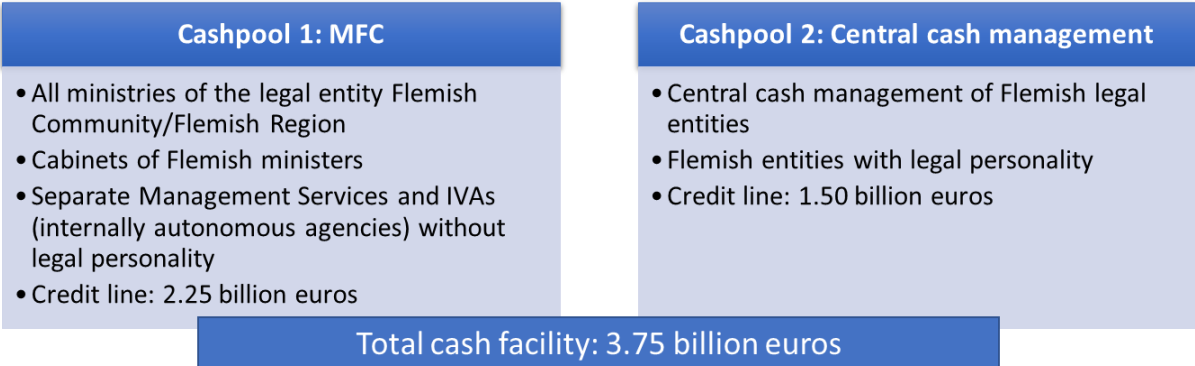 Cashpool 1: MFC
• All ministries of the legal entity Flemish
Community/Flemish Region
• Cabinets of Flemish ministers
• Separate Management Services and IVAs
(internally autonomous agencies) without
legal personality
• Credit line: 2.25 billion euros
Cashpool 2: Central cash management
• Central cash management of Flemish legal
entities
• Flemish entities with legal personality
• Credit line: 1.50 billion euros
Total cash facility: 3.75 billion euros